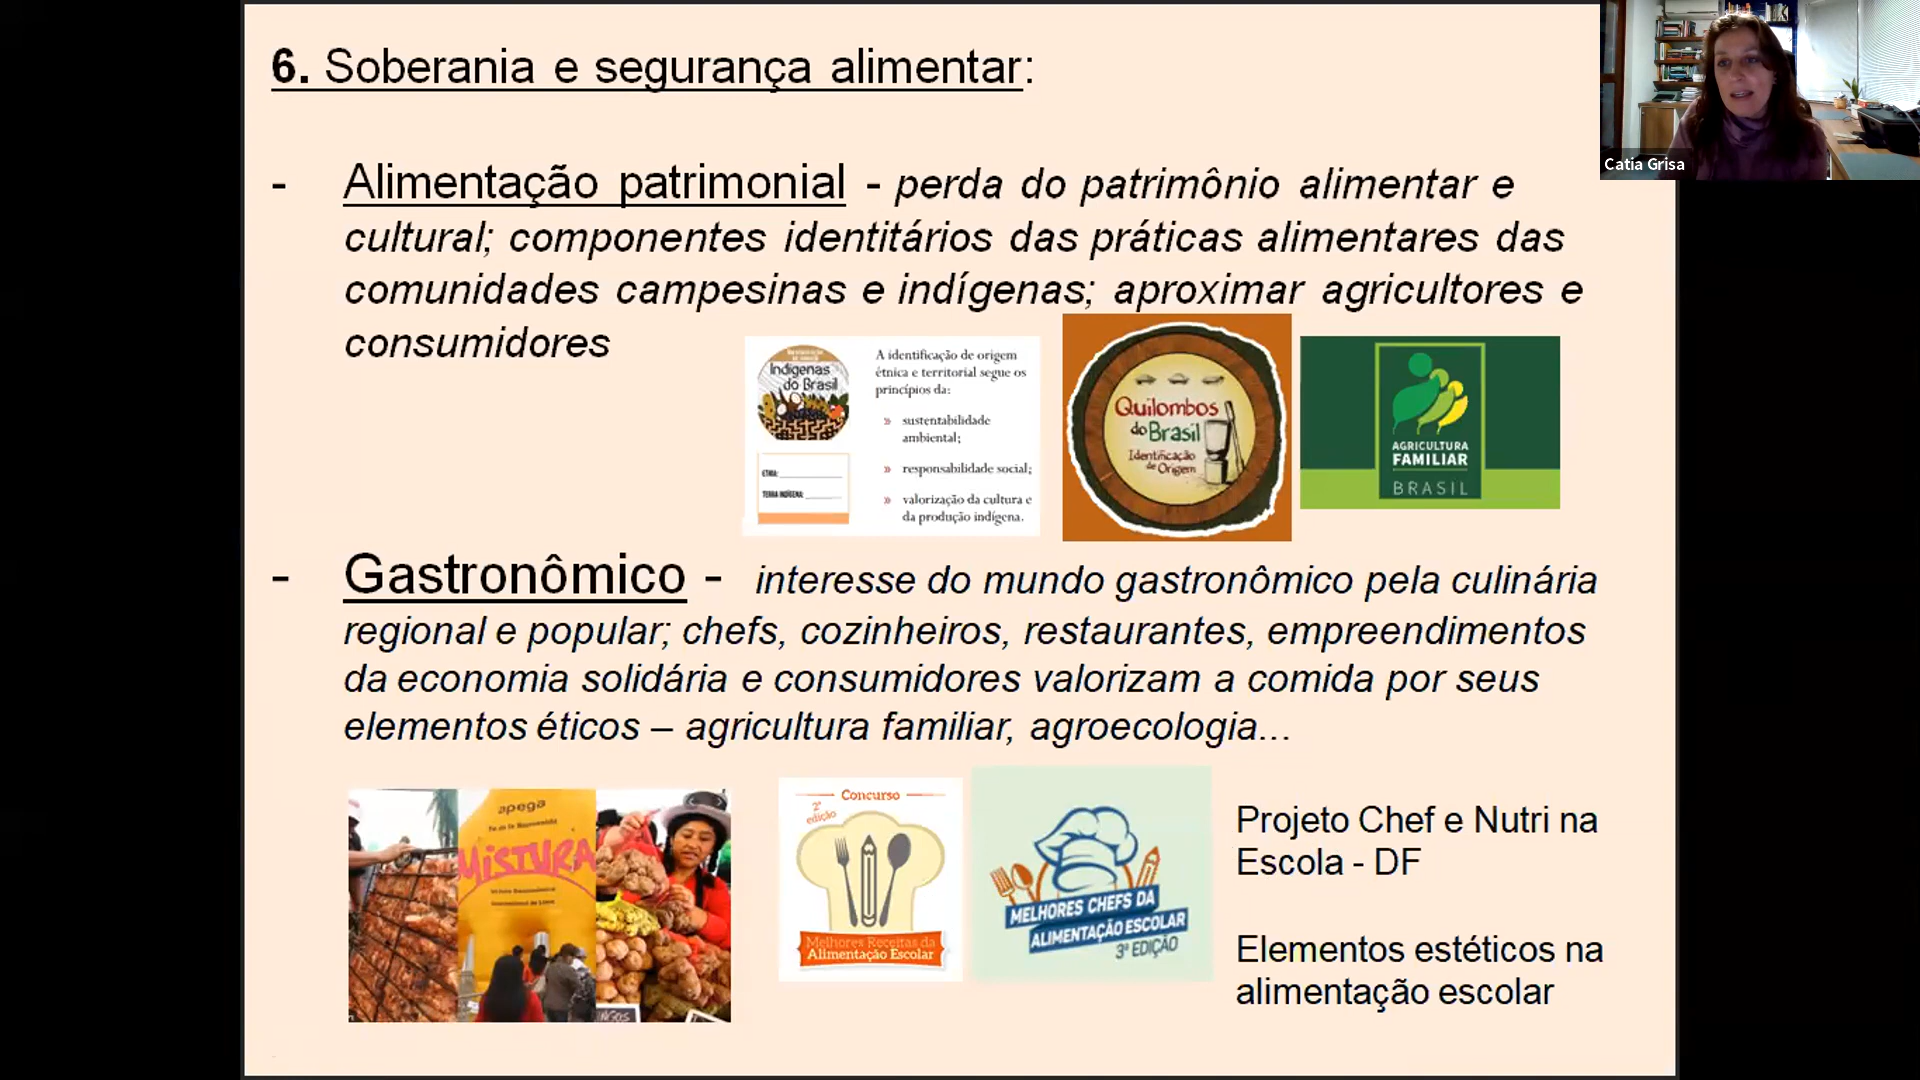 6. Soberania e segurança alimentar:
Catia Grisa
- Alimentação patrimonial - perda do patrimônio alimentar e
cultural; componentes identitários das práticas alimentares das
comunidades campesinas e indígenas; aproximar agricultores e
consumidores
Indígenas
do Brasil
ETNIA:
TERRA INDÍGENA:
A identificação de origem
étnica e territorial segue os
princípios da:
» sustentabilidade
ambiental;
» responsabilidade social;
» valorização da cultura e
da produção indígena.
Quilombos
do Brasil
Identificação
de Origem
AGRICULTURA
FAMILIAR
BRASIL
- Gastronômico - interesse do mundo gastronômico pela culinária
regional e popular; chefs, cozinheiros, restaurantes, empreendimentos
da economia solidária e consumidores valorizam a comida por seus
elementos éticos – agricultura familiar, agroecologia...
apega
MISTURA
Concurso
2ª
edição
Melhores Receitas da
Alimentação Escolar
MELHORES CHEFS DA
ALIMENTAÇÃO ESCOLAR
3ª EDIÇÃO
Projeto Chef e Nutri na
Escola - DF
Elementos estéticos na
alimentação escolar